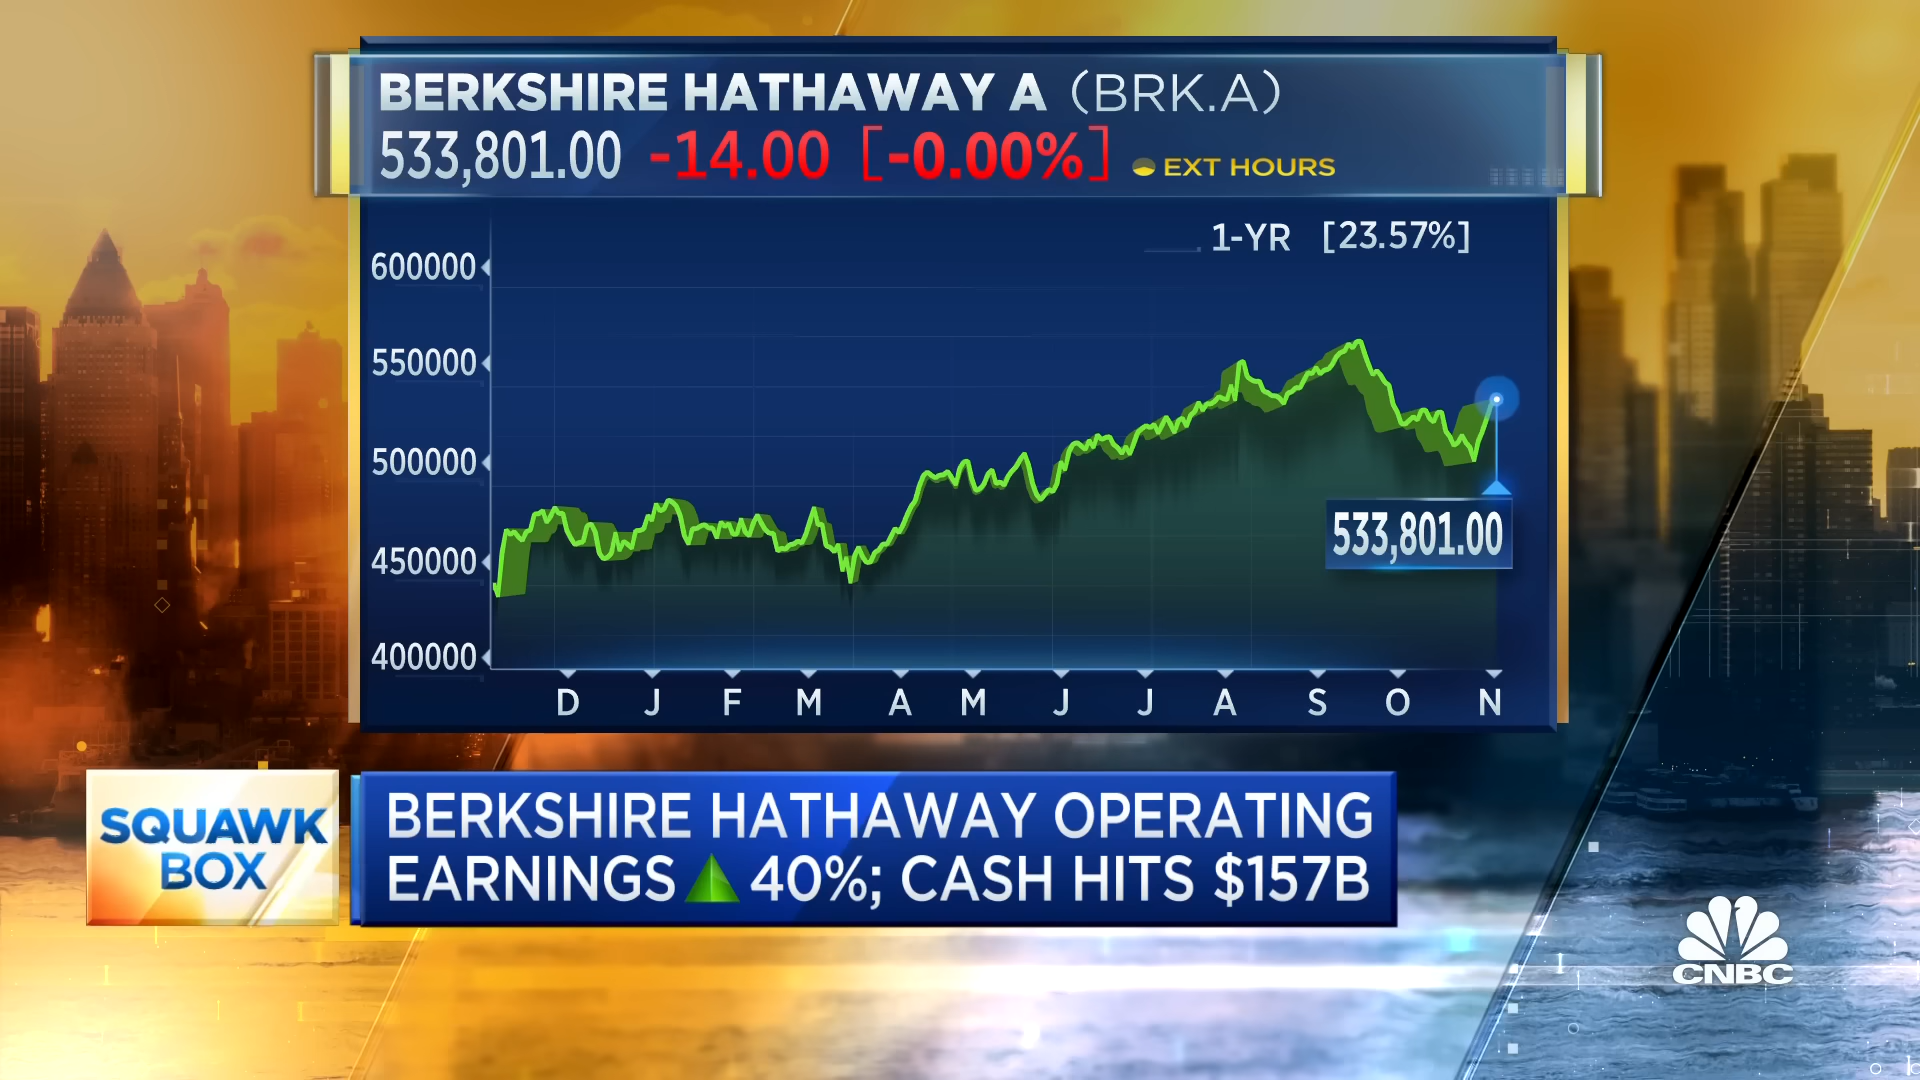 BERKSHIRE HATHAWAY A (BRK.A)
533,801.00 -14.00 [-0.00%] EXT HOURS
1-YR [23.57%]
600000
550000
500000
450000
400000
533,801.00
D J F M A M J J A S O N
SQUAWK
BOX
BERKSHIRE HATHAWAY OPERATING
EARNINGS ▲ 40%; CASH HITS $157B
CNBC